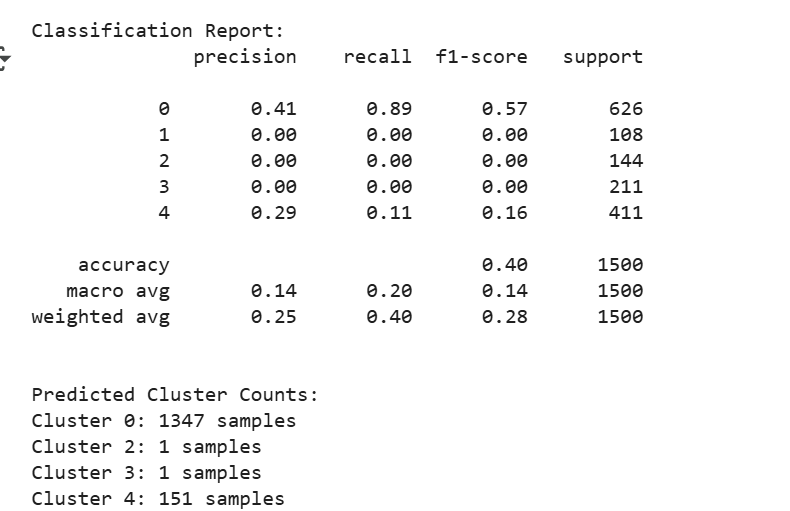 Classification Report:
precision recall f1-score support
0 0.41 0.89 0.57 626
1 0.00 0.00 0.00 108
2 0.00 0.00 0.00 144
3 0.00 0.00 0.00 211
4 0.29 0.11 0.16 411
accuracy 0.40 1500
macro avg 0.14 0.20 0.14 1500
weighted avg 0.25 0.40 0.28 1500
Predicted Cluster Counts:
Cluster 0: 1347 samples
Cluster 2: 1 samples
Cluster 3: 1 samples
Cluster 4: 151 samples